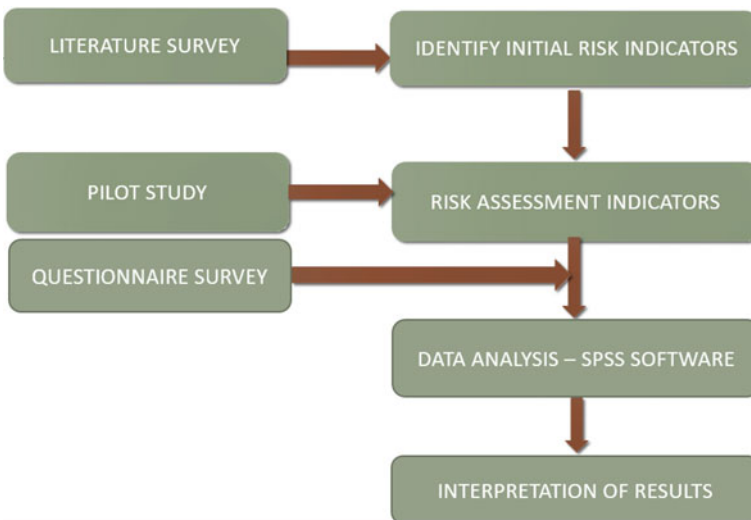 LITERATURE SURVEY
IDENTIFY INITIAL RISK INDICATORS
PILOT STUDY
RISK ASSESSMENT INDICATORS
QUESTIONNAIRE SURVEY
DATA ANALYSIS – SPSS SOFTWARE
INTERPRETATION OF RESULTS